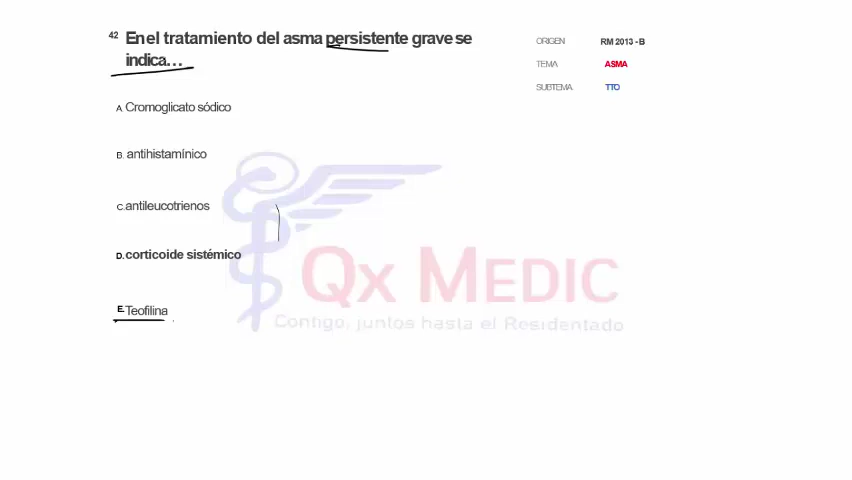 42 En el tratamiento del asma persistente grave se
indica...
ORIGEN RM 2013 - B
TEMA ASMA
SUBTEMA TTO
A. Cromoglicato sódico
B. antihistamínico
C. antileucotrienos
D. corticoide sistémico
E. Teofilina
Qx MEDIC
Contigo, juntos hasta el Residentado